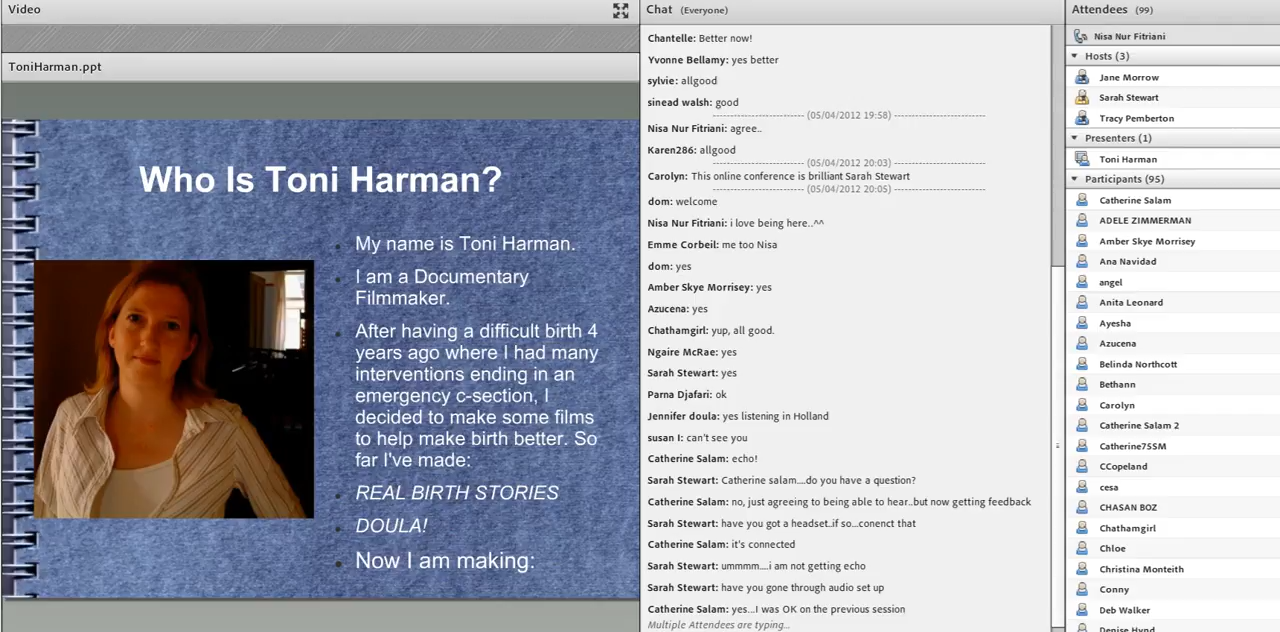 Video
ToniHarman.ppt
Who Is Toni Harman?
My name is Toni Harman.
I am a Documentary
Filmmaker.
After having a difficult birth 4
years ago where I had many
interventions ending in an
emergency c-section, I
decided to make some films
to help make birth better. So
far I've made:
REAL BIRTH STORIES
DOULA!
Now I am making:
Chat (Everyone)
Chantelle: Better now!
Yvonne Bellamy: yes better
sylvie: allgood
sinead walsh: good
------------------------ (05/04/2012 19:58) ------------------------
Nisa Nur Fitriani: agree..
Karen286: allgood
------------------------ (05/04/2012 20:03) ------------------------
Carolyn: This online conference is brilliant Sarah Stewart
------------------------ (05/04/2012 20:05) ------------------------
dom: welcome
Nisa Nur Fitriani: i love being here..^^
Emme Corbeil: me too Nisa
dom: yes
Amber Skye Morrisey: yes
Azucena: yes
Chathamgirl: yup, all good.
Ngaire McRae: yes
Sarah Stewart: yes
Parna Djafari: ok
Jennifer doula: yes listening in Holland
susan I: can't see you
Catherine Salam: echo!
Sarah Stewart: Catherine salam....do you have a question?
Catherine Salam: no, just agreeing to being able to hear..but now getting feedback
Sarah Stewart: have you got a headset..if so...conenct that
Catherine Salam: it's connected
Sarah Stewart: ummmm....i am not getting echo
Sarah Stewart: have you gone through audio set up
Catherine Salam: yes...I was OK on the previous session
Multiple Attendees are typing...
Attendees (99)
Nisa Nur Fitriani
Hosts (3)
Jane Morrow
Sarah Stewart
Tracy Pemberton
Presenters (1)
Toni Harman
Participants (95)
Catherine Salam
ADELE ZIMMERMAN
Amber Skye Morrisey
Ana Navidad
angel
Anita Leonard
Ayesha
Azucena
Belinda Northcott
Bethann
Carolyn
Catherine Salam 2
Catherine75SM
CCopeland
cesa
CHASAN BOZ
Chathamgirl
Chloe
Christina Monteith
Conny
Deb Walker
Denise Hynd